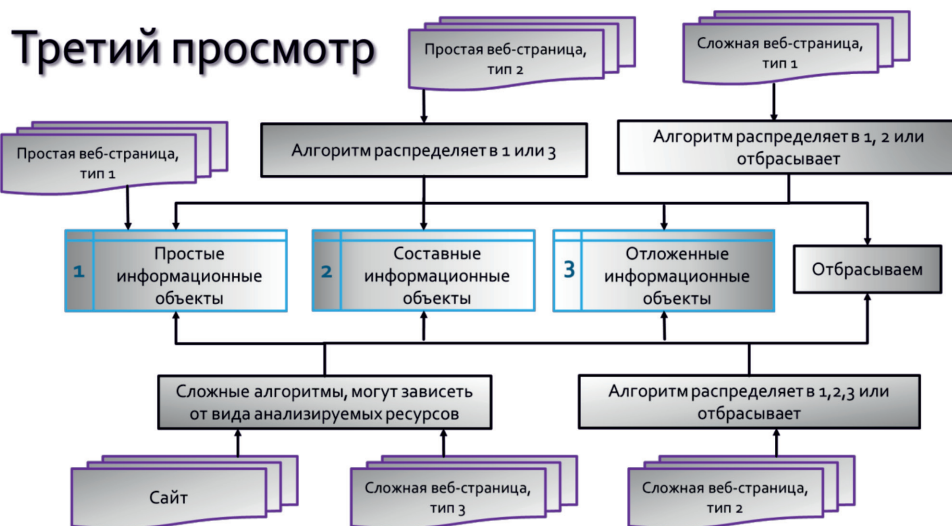 Третий просмотр
Простая веб-страница,
тип 2
Сложная веб-страница,
тип 1
Простая веб-страница,
тип 1
Алгоритм распределяет в 1 или 3
Алгоритм распределяет в 1, 2 или
отбрасывает
1
Простые
информационные
объекты
2
Составные
информационные
объекты
3
Отложенные
информационные
объекты
Отбрасываем
Сложные алгоритмы, могут зависеть
от вида анализируемых ресурсов
Алгоритм распределяет в 1,2,3 или
отбрасывает
Сайт
Сложная веб-страница,
тип 3
Сложная веб-страница,
тип 2